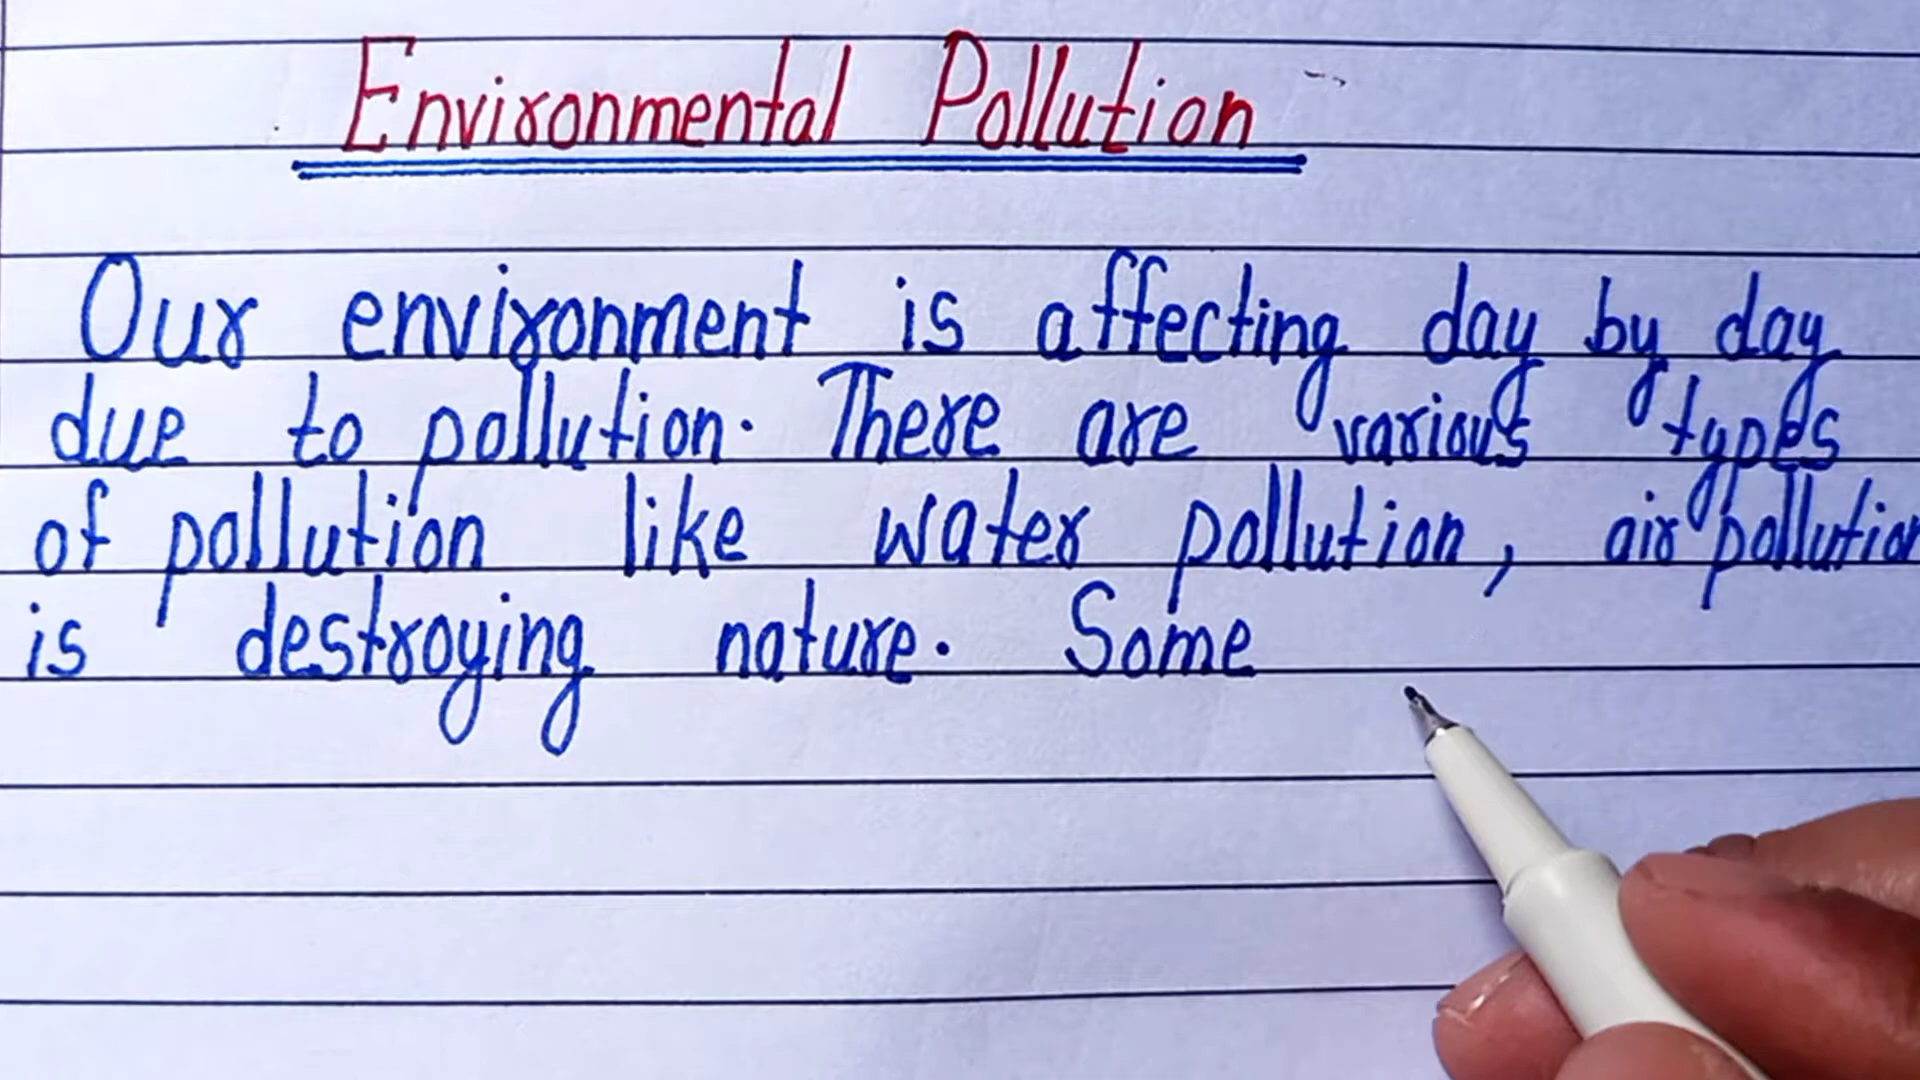 Environmental Pollution
Our environment is affecting day by day
due to pollution. There are various types
of pollution like water pollution, air pollution
is destroying nature. Some